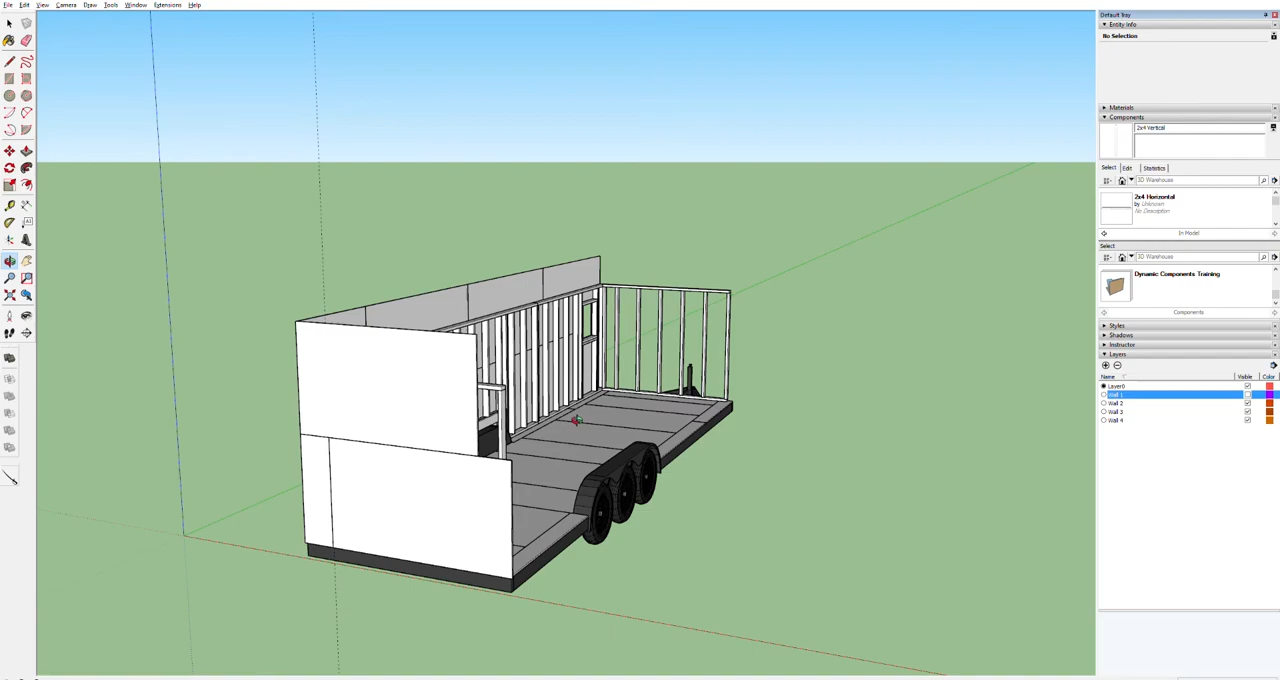 File Edit View Camera Draw Tools Window Extensions Help
Default Tray
Entity Info
No Selection
Materials
Components
2x4 Vertical
Select Edit Statistics
3D Warehouse
2x4 Horizontal
by Unknown
No Description
In Model
Select
3D Warehouse
Dynamic Components Training
Components
Styles
Shadows
Instructor
Layers
Name Visible Color
Layer0
Wall 1
Wall 2
Wall 3
Wall 4